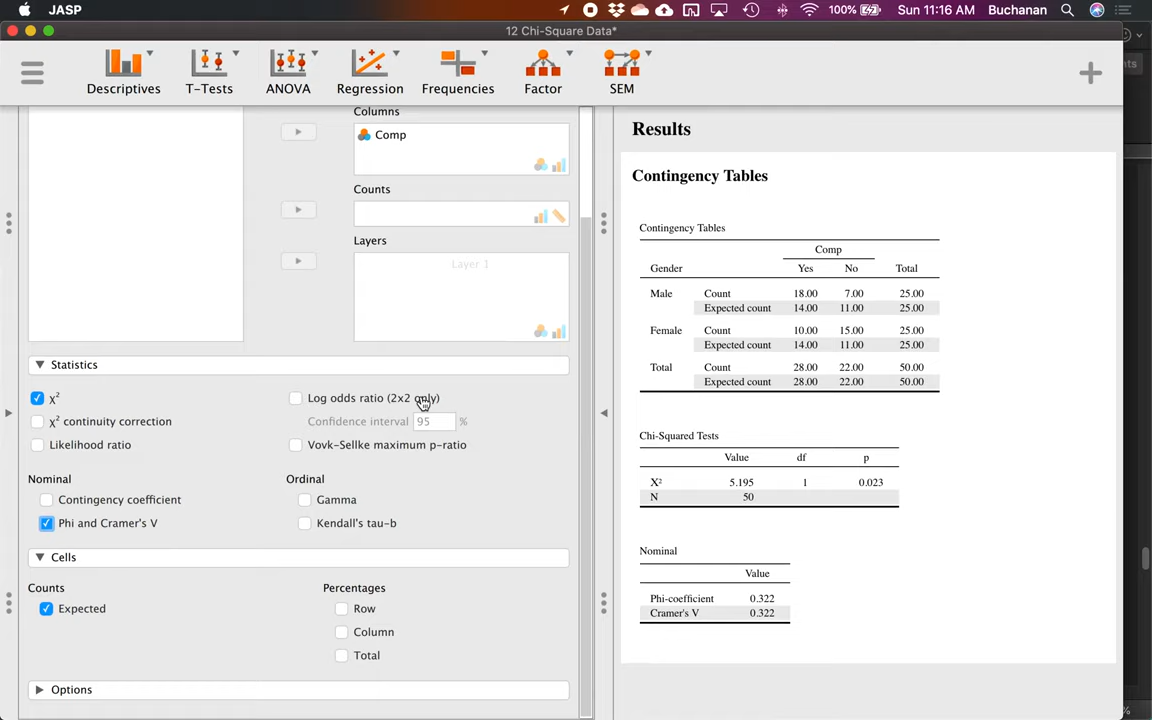 JASP
100%
Sun 11:16 AM
Buchanan
12 Chi-Square Data*
Descriptives
T-Tests
ANOVA
Regression
Frequencies
Factor
SEM
Columns
Comp
Counts
Layers
Layer 1
Statistics
χ²
Log odds ratio (2x2 only)
χ² continuity correction
Confidence interval 95 %
Likelihood ratio
Vovk-Sellke maximum p-ratio
Nominal
Ordinal
Contingency coefficient
Gamma
Phi and Cramer's V
Kendall's tau-b
Cells
Counts
Percentages
Expected
Row
Column
Total
Options
Results
Contingency Tables
Contingency Tables
Comp
Gender Yes No Total
Male Count 18.00 7.00 25.00
Expected count 14.00 11.00 25.00
Female Count 10.00 15.00 25.00
Expected count 14.00 11.00 25.00
Total Count 28.00 22.00 50.00
Expected count 28.00 22.00 50.00
Chi-Squared Tests
Value df p
X² 5.195 1 0.023
N 50
Nominal
Value
Phi-coefficient 0.322
Cramer's V 0.322